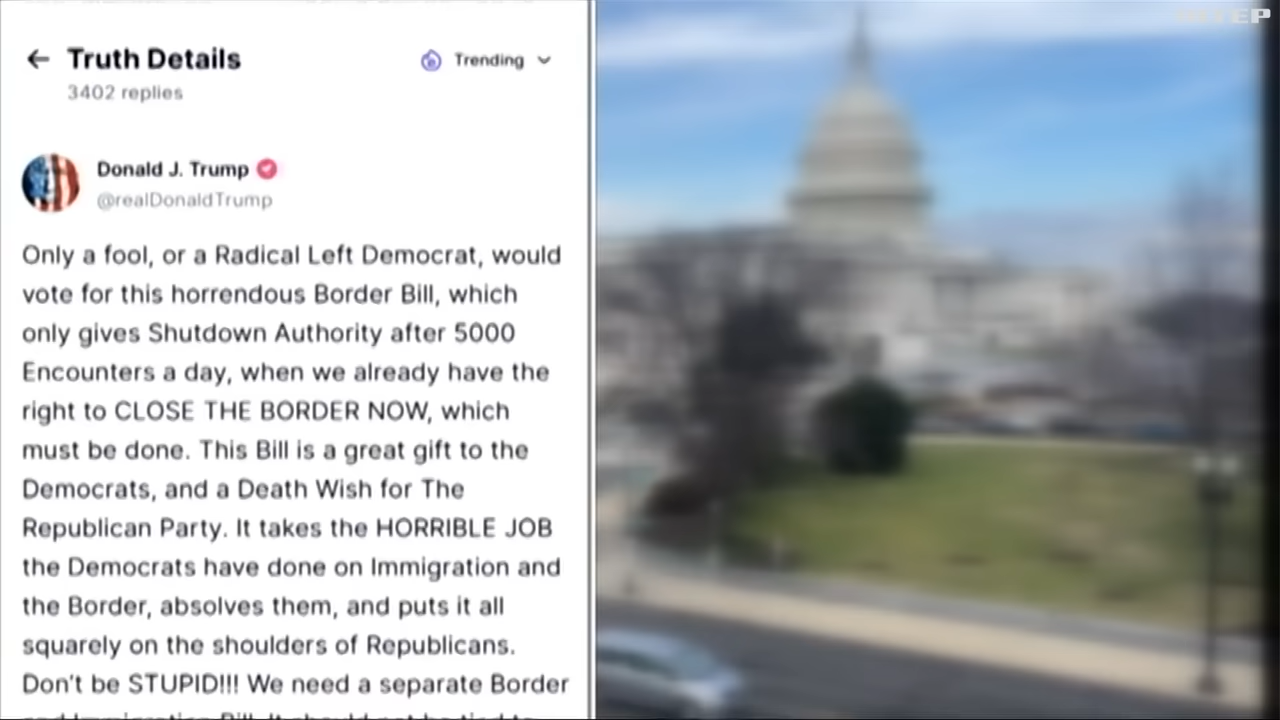 Truth Details
Trending
3402 replies
Donald J. Trump
@realDonaldTrump
Only a fool, or a Radical Left Democrat, would
vote for this horrendous Border Bill, which
only gives Shutdown Authority after 5000
Encounters a day, when we already have the
right to CLOSE THE BORDER NOW, which
must be done. This Bill is a great gift to the
Democrats, and a Death Wish for The
Republican Party. It takes the HORRIBLE JOB
the Democrats have done on Immigration and
the Border, absolves them, and puts it all
squarely on the shoulders of Republicans.
Don't be STUPID!!! We need a separate Border